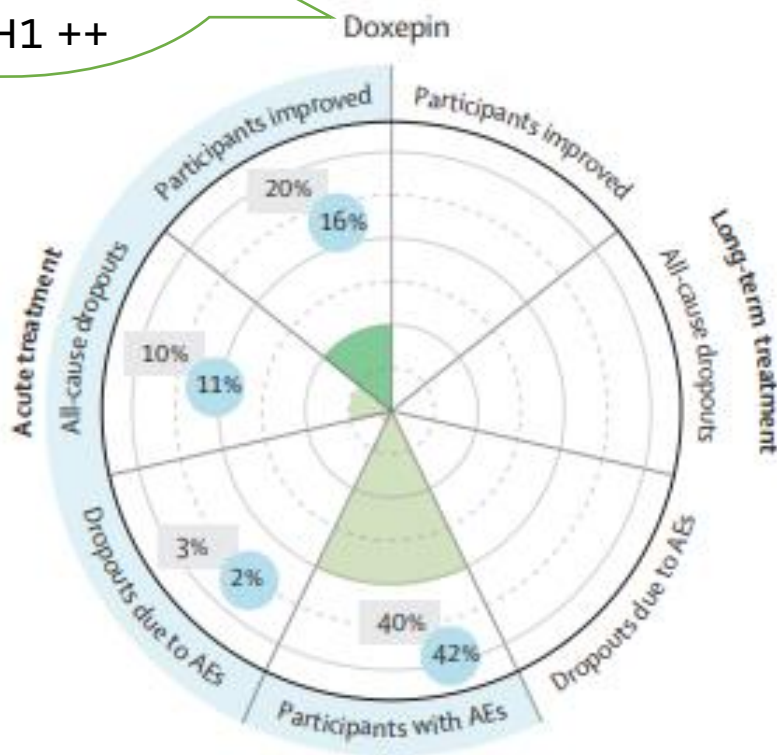 H1 ++
Doxepin
Participants improved
Participants improved
20%
16%
All-cause dropouts
All-cause dropouts
Acute treatment
Long-term treatment
10%
11%
Dropouts due to AEs
Dropouts due to AEs
3%
2%
40%
42%
Participants with AEs